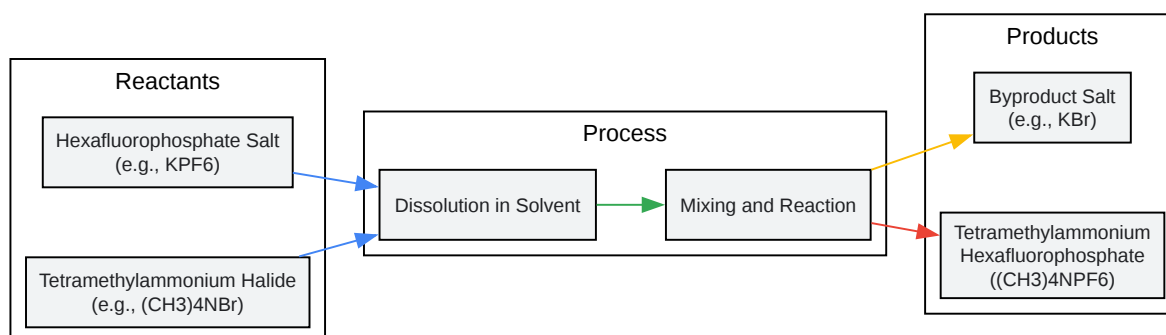 Reactants
Hexafluorophosphate Salt
(e.g., KPF6)
Tetramethylammonium Halide
(e.g., (CH3)4NBr)
Process
Dissolution in Solvent
Mixing and Reaction
Products
Byproduct Salt
(e.g., KBr)
Tetramethylammonium
Hexafluorophosphate
((CH3)4NPF6)